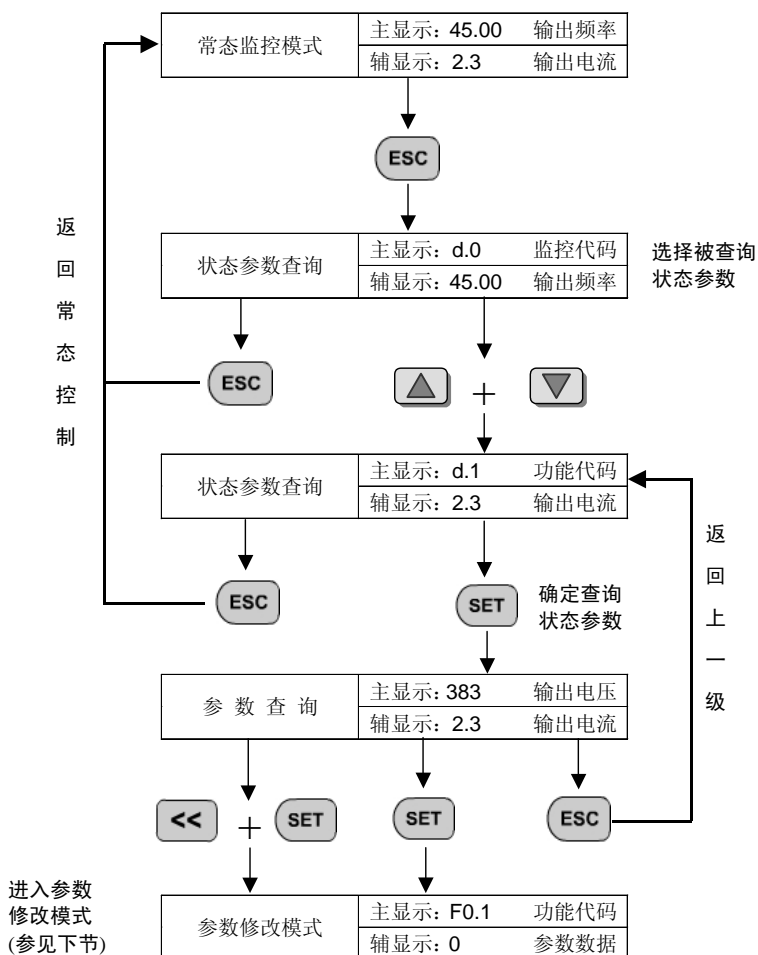 常态监控模式
主显示: 45.00 输出频率
辅显示: 2.3 输出电流
ESC
返回常态控制
状态参数查询
主显示: d.0 监控代码
辅显示: 45.00 输出频率
选择被查询
状态参数
ESC
+
状态参数查询
主显示: d.1 功能代码
辅显示: 2.3 输出电流
返回上一级
ESC
SET
确定查询
状态参数
参 数 查 询
主显示: 383 输出电压
辅显示: 2.3 输出电流
<< + SET
SET
ESC
进入参数
修改模式
(参见下节)
参数修改模式
主显示: F0.1 功能代码
辅显示: 0 参数数据